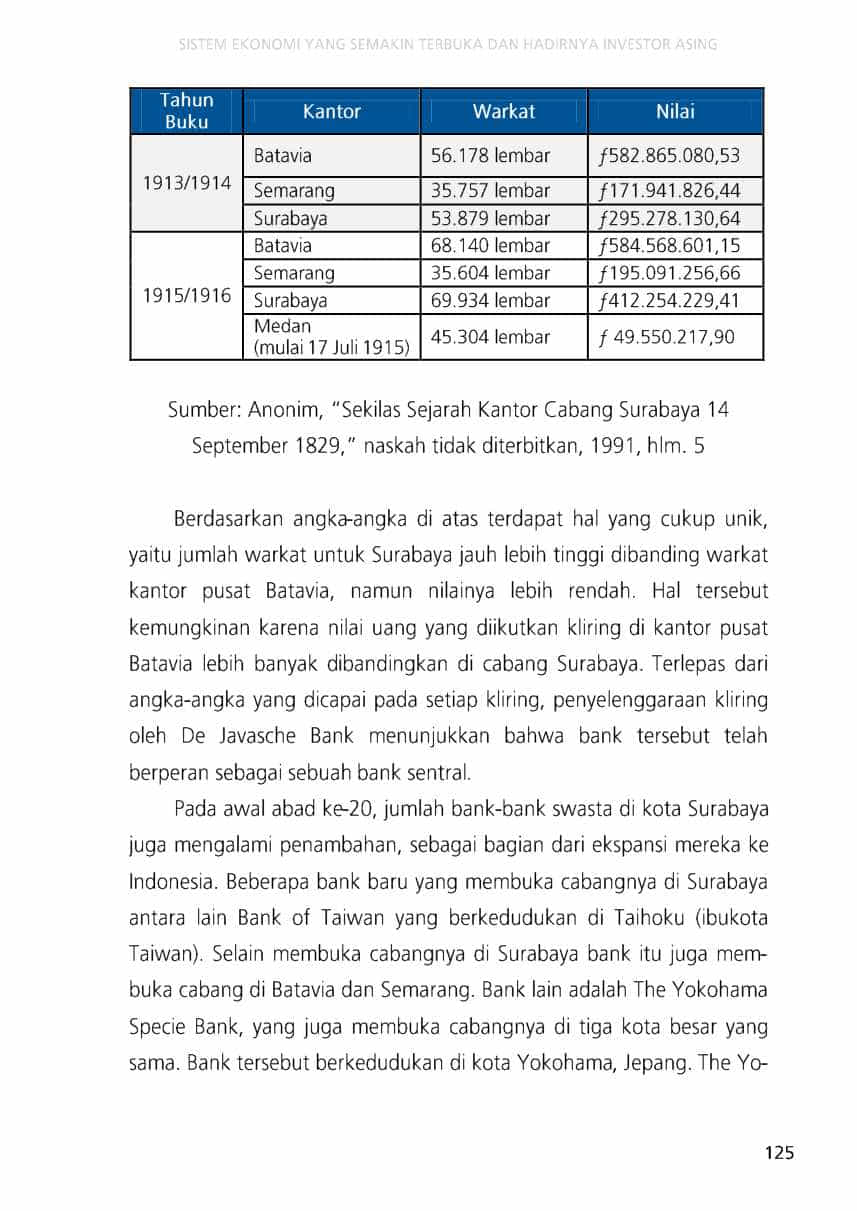 SISTEM EKONOMI YANG SEMAKIN TERBUKA DAN HADIRNYA INVESTOR ASING
Tahun Buku Kantor Warkat Nilai
1913/1914 Batavia 56.178 lembar ƒ582.865.080,53
Semarang 35.757 lembar ƒ171.941.826,44
Surabaya 53.879 lembar ƒ295.278.130,64
1915/1916 Batavia 68.140 lembar ƒ584.568.601,15
Semarang 35.604 lembar ƒ195.091.256,66
Surabaya 69.934 lembar ƒ412.254.229,41
Medan (mulai 17 Juli 1915) 45.304 lembar ƒ 49.550.217,90
Sumber: Anonim, “Sekilas Sejarah Kantor Cabang Surabaya 14
September 1829,” naskah tidak diterbitkan, 1991, hlm. 5
Berdasarkan angka-angka di atas terdapat hal yang cukup unik,
yaitu jumlah warkat untuk Surabaya jauh lebih tinggi dibanding warkat
kantor pusat Batavia, namun nilainya lebih rendah. Hal tersebut
kemungkinan karena nilai uang yang diikutkan kliring di kantor pusat
Batavia lebih banyak dibandingkan di cabang Surabaya. Terlepas dari
angka-angka yang dicapai pada setiap kliring, penyelenggaraan kliring
oleh De Javasche Bank menunjukkan bahwa bank tersebut telah
berperan sebagai sebuah bank sentral.
Pada awal abad ke-20, jumlah bank-bank swasta di kota Surabaya
juga mengalami penambahan, sebagai bagian dari ekspansi mereka ke
Indonesia. Beberapa bank baru yang membuka cabangnya di Surabaya
antara lain Bank of Taiwan yang berkedudukan di Taihoku (ibukota
Taiwan). Selain membuka cabangnya di Surabaya bank itu juga mem-
buka cabang di Batavia dan Semarang. Bank lain adalah The Yokohama
Specie Bank, yang juga membuka cabangnya di tiga kota besar yang
sama. Bank tersebut berkedudukan di kota Yokohama, Jepang. The Yo-
125